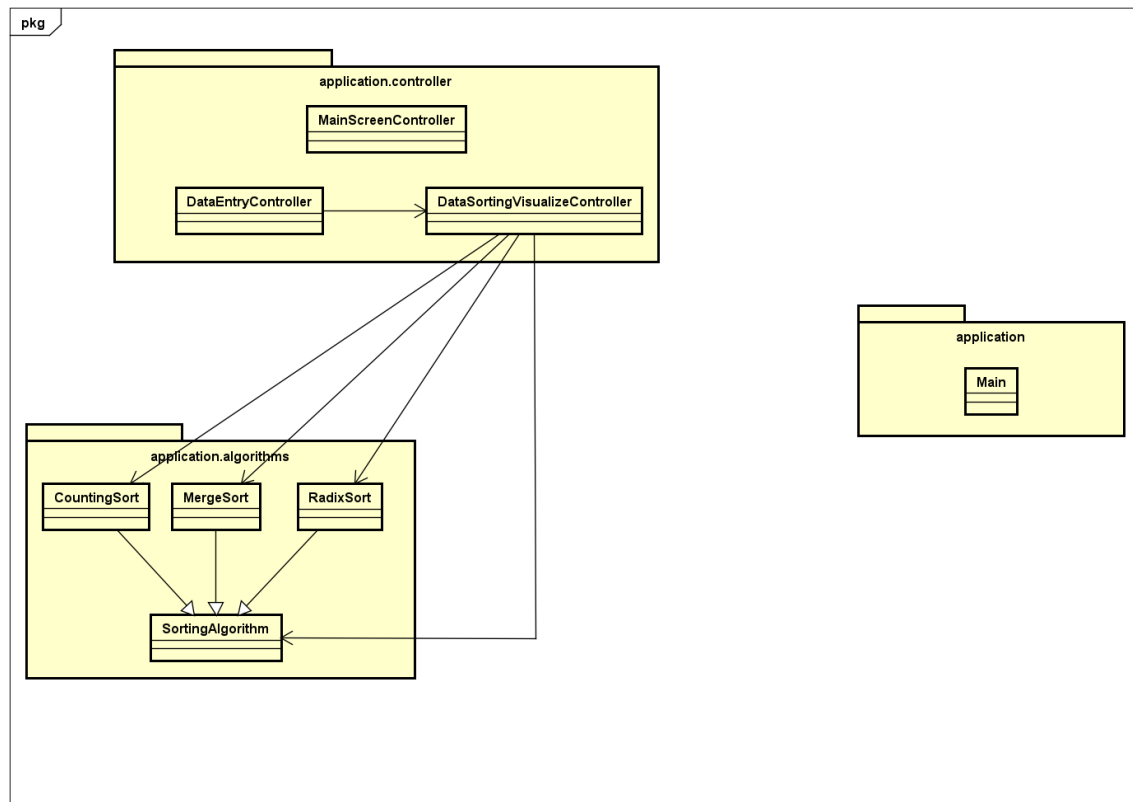 pkg
application.controller
MainScreenController
DataEntryController
DataSortingVisualizeController
application
Main
application.algorithms
CountingSort
MergeSort
RadixSort
SortingAlgorithm